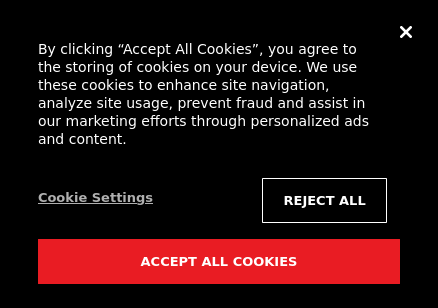 By clicking “Accept All Cookies”, you agree to
the storing of cookies on your device. We use
these cookies to enhance site navigation,
analyze site usage, prevent fraud and assist in
our marketing efforts through personalized ads
and content.
Cookie Settings
REJECT ALL
ACCEPT ALL COOKIES